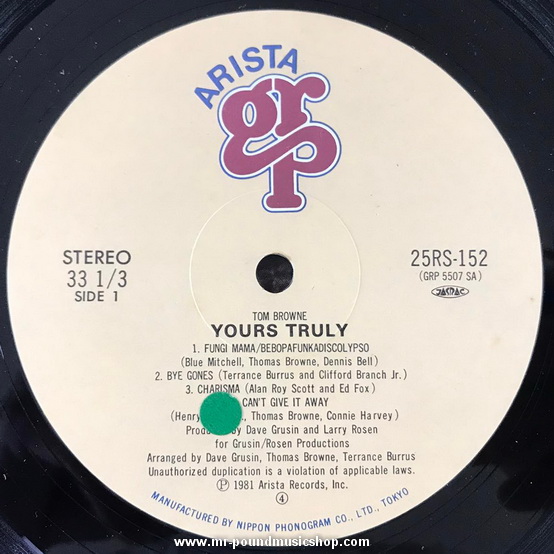 ARISTA
grp
STEREO
33 1/3
SIDE 1
25RS-152
(GRP 5507 SA)
JASRAC
TOM BROWNE
YOURS TRULY
1. FUNGI MAMA/BEBOPAFUNKADISCOLYPSO
(Blue Mitchell, Thomas Browne, Dennis Bell)
2. BYE GONES (Terrance Burrus and Clifford Branch Jr.)
3. CHARISMA (Alan Roy Scott and Ed Fox)
CAN'T GIVE IT AWAY
(Henry Thomas Browne, Connie Harvey)
by Dave Grusin and Larry Rosen
for Grusin/Rosen Productions
Arranged by Dave Grusin, Thomas Browne, Terrance Burrus
Unauthorized duplication is a violation of applicable laws.
Ⓟ 1981 Arista Records, Inc.
④
MANUFACTURED BY NIPPON PHONOGRAM CO., LTD., TOKYO
www.mr-poundmusicshop.com